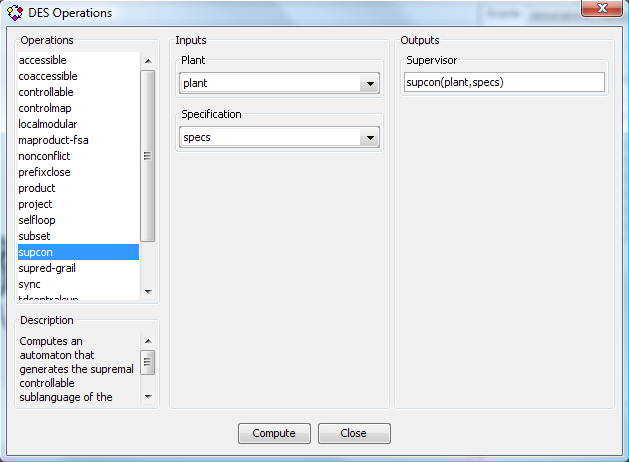 DES Operations
Operations
accessible
coaccessible
controllable
controlmap
localmodular
maproduct-fsa
nonconflict
prefixclose
product
project
selfloop
subset
supcon
supred-grail
sync
Description
Computes an
automaton that
generates the supremal
controllable
sublanguage of the
Inputs
Plant
plant
Specification
specs
Outputs
Supervisor
supcon(plant,specs)
Compute
Close